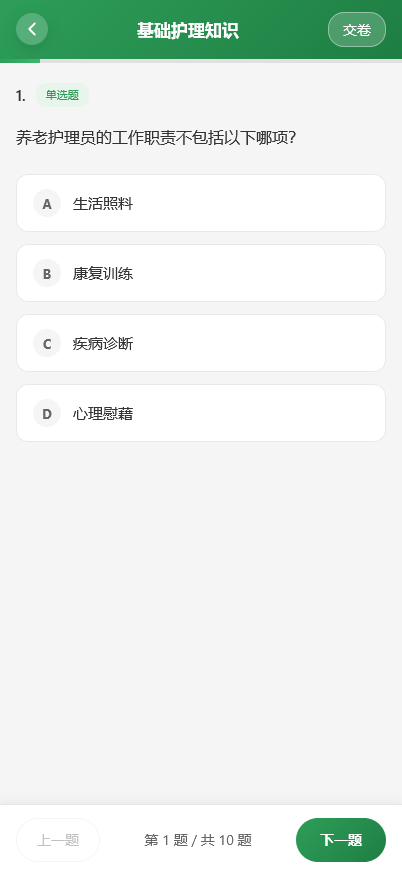 基础护理知识
交卷
1. 单选题
养老护理员的工作职责不包括以下哪项?
A 生活照料
B 康复训练
C 疾病诊断
D 心理慰藉
上一题 第 1 题 / 共 10 题 下一题